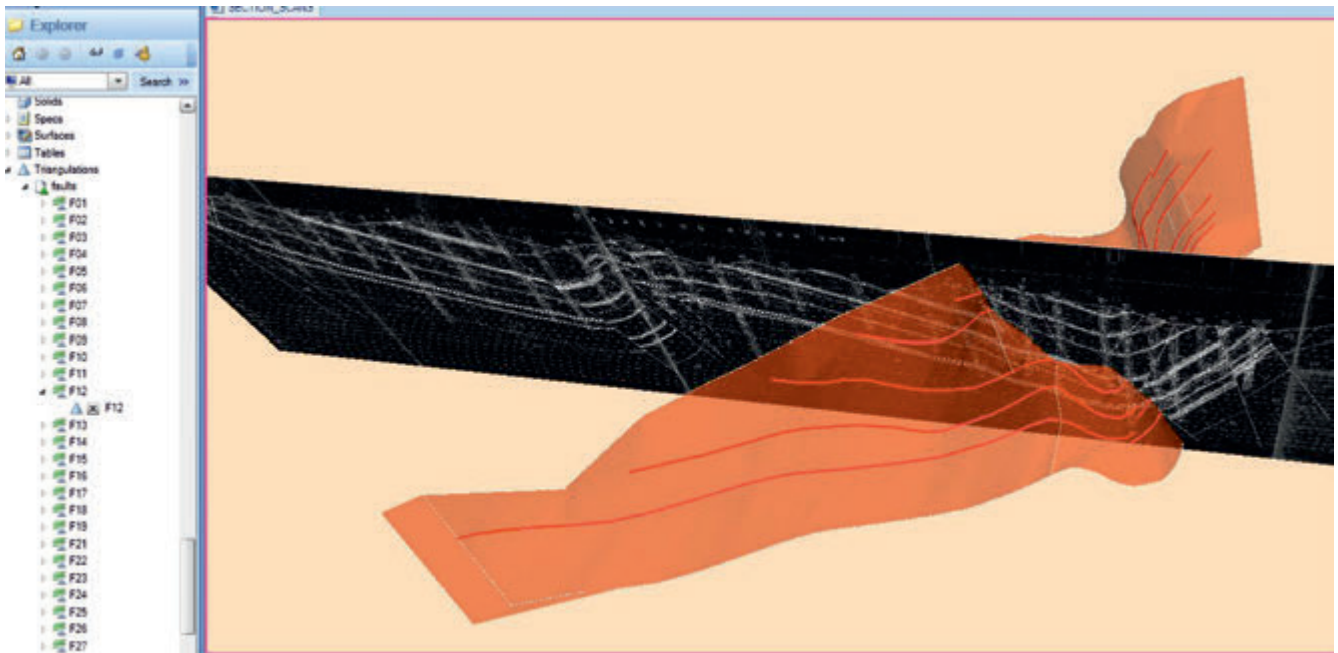 SECTION_SCANS
Explorer
All
Search »
Solids
Specs
Surfaces
Tables
Triangulations
faults
F01
F02
F03
F04
F05
F06
F07
F08
F09
F10
F11
F12
F12
F13
F14
F15
F16
F17
F18
F19
F21
F22
F23
F24
F25
F26
F27